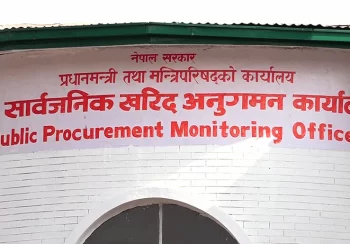 नेपाल सरकार
प्रधानमन्त्री तथा मन्त्रिपरिषद्को कार्यालय
सार्वजनिक खरिद अनुगमन कार्याल
ublic Procurement Monitoring Office